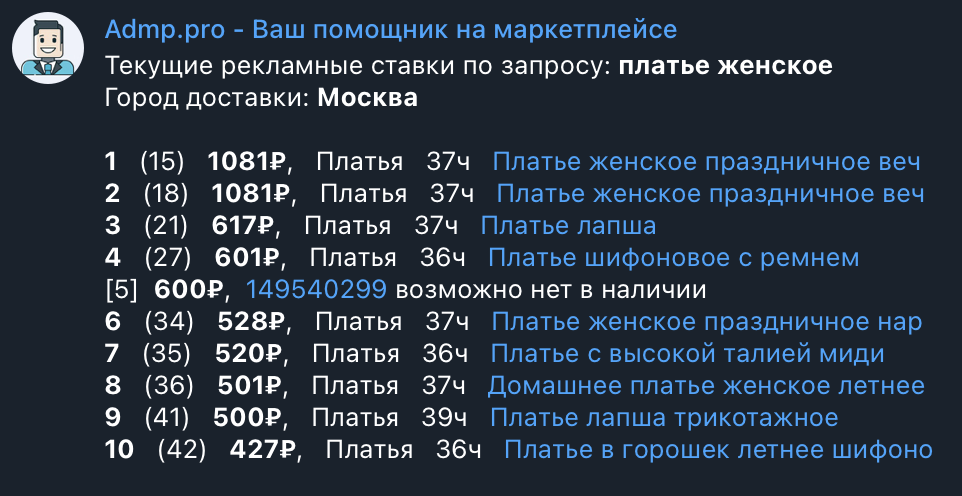 Admp.pro - Ваш помощник на маркетплейсе
Текущие рекламные ставки по запросу: платье женское
Город доставки: Москва
1 (15) 1081₽, Платья 37ч Платье женское праздничное веч
2 (18) 1081₽, Платья 37ч Платье женское праздничное веч
3 (21) 617₽, Платья 37ч Платье лапша
4 (27) 601₽, Платья 36ч Платье шифоновое с ремнем
[5] 600₽, 149540299 возможно нет в наличии
6 (34) 528₽, Платья 37ч Платье женское праздничное нар
7 (35) 520₽, Платья 36ч Платье с высокой талией миди
8 (36) 501₽, Платья 37ч Домашнее платье женское летнее
9 (41) 500₽, Платья 39ч Платье лапша трикотажное
10 (42) 427₽, Платья 36ч Платье в горошек летнее шифоно